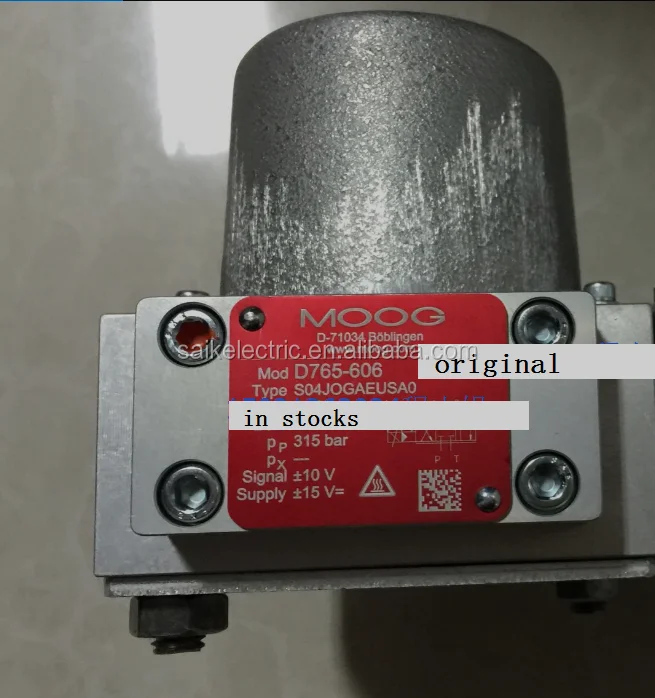 MOOG
D-71034 Böblingen
saikelectric.en.alibaba.com
Mod D765-606
original
Type S04JOGAEUSA0
in stocks
pP 315 bar
pX —
P T
Signal ±10 V
Supply ±15 V=